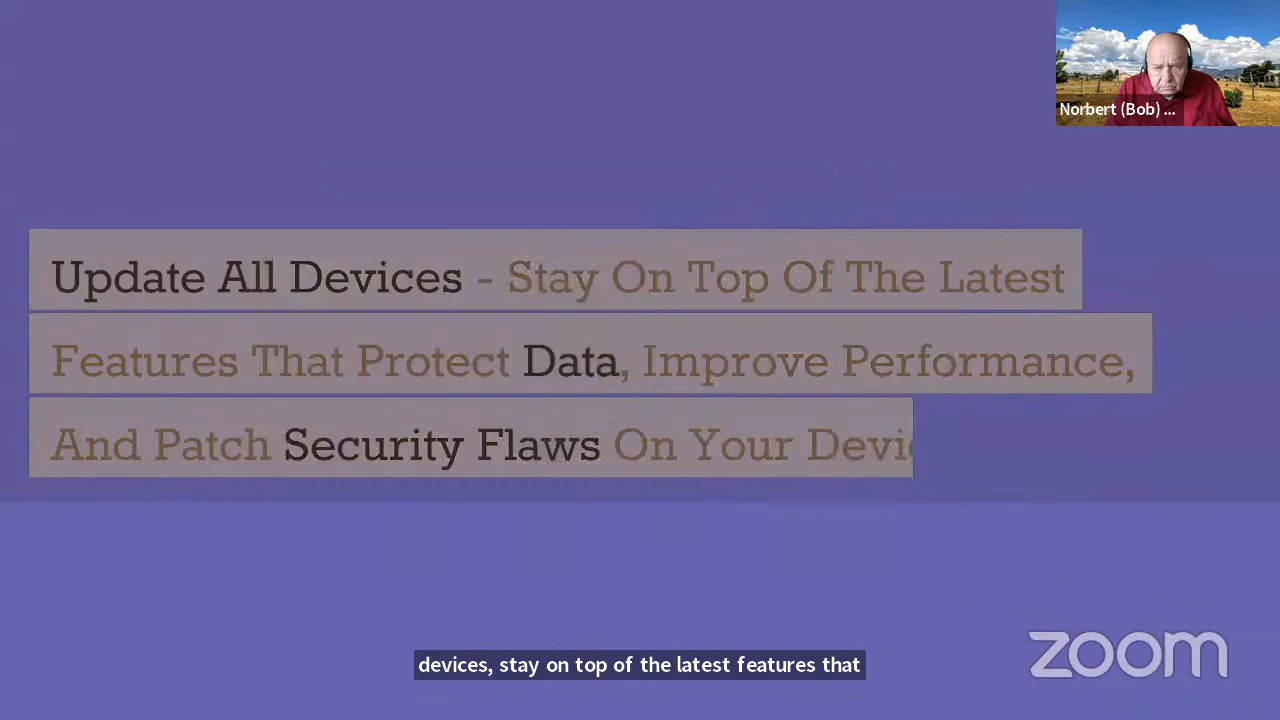 Norbert (Bob) ...
Update All Devices - Stay On Top Of The Latest
Features That Protect Data, Improve Performance,
And Patch Security Flaws On Your
devices, stay on top of the latest features that
zoom